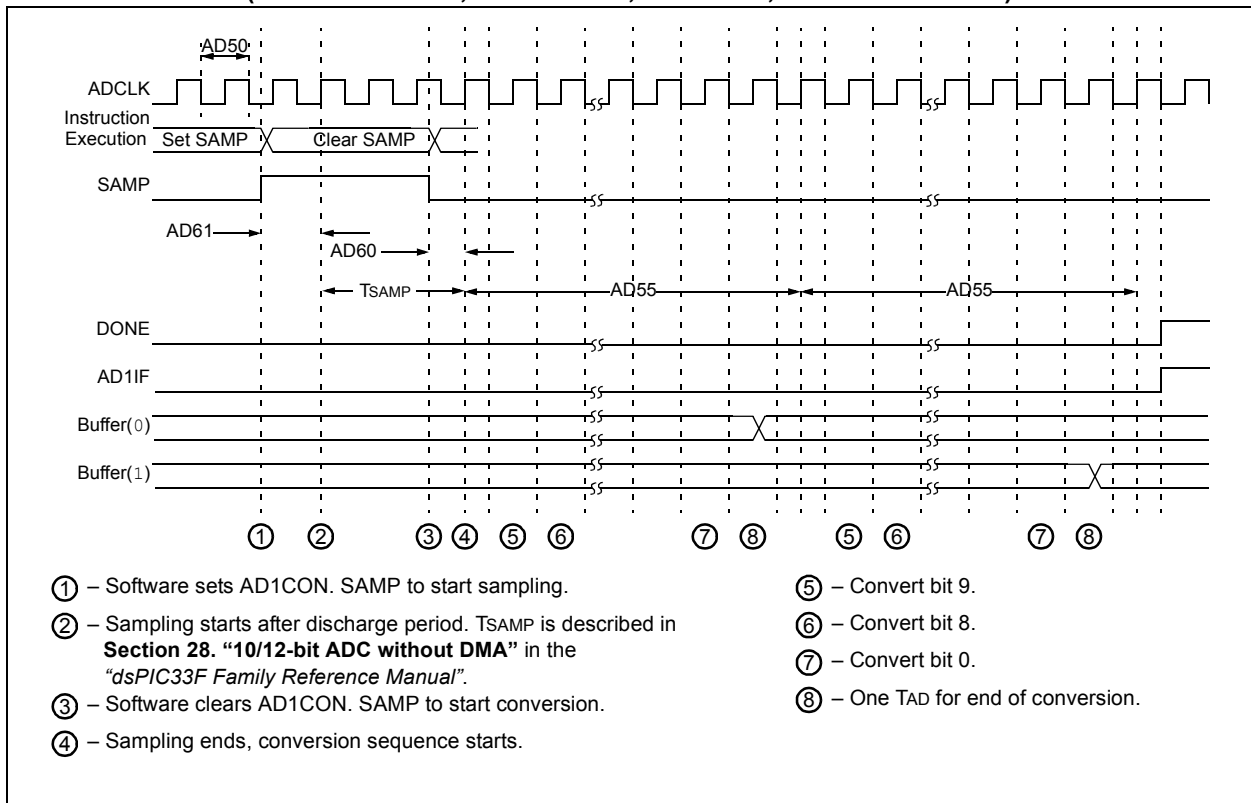 AD50
ADCLK
Instruction
Execution Set SAMP Clear SAMP
SAMP
AD61
AD60
TSAMP AD55 AD55
DONE
AD1IF
Buffer(0)
Buffer(1)
1 2 3 4 5 6 7 8 5 6 7 8
1 – Software sets AD1CON. SAMP to start sampling.
2 – Sampling starts after discharge period. TSAMP is described in
Section 28. “10/12-bit ADC without DMA” in the
“dsPIC33F Family Reference Manual”.
3 – Software clears AD1CON. SAMP to start conversion.
4 – Sampling ends, conversion sequence starts.
5 – Convert bit 9.
6 – Convert bit 8.
7 – Convert bit 0.
8 – One TAD for end of conversion.